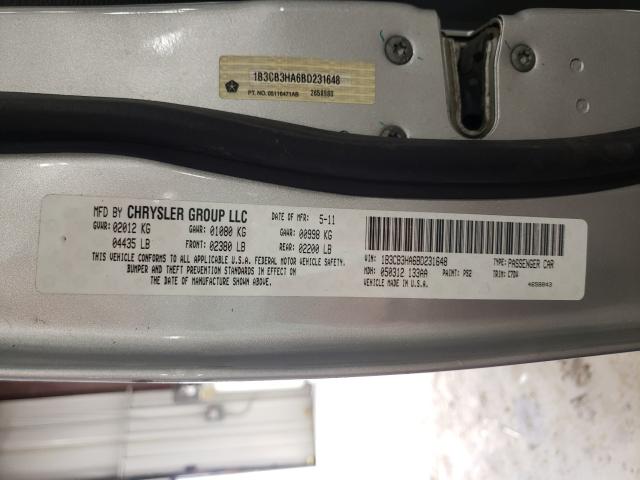 1B3CB3HA6BD231648
PT. NO. 05116471AB
MFD BY CHRYSLER GROUP LLC DATE OF MFR: 5-11
GVWR: 02012 KG GAWR: 01080 KG GAWR: 00998 KG
04435 LB FRONT: 02380 LB REAR: 02200 LB
THIS VEHICLE CONFORMS TO ALL APPLICABLE U.S.A. FEDERAL MOTOR VEHICLE SAFETY,
BUMPER AND THEFT PREVENTION STANDARDS IN EFFECT ON
THE DATE OF MANUFACTURE SHOWN ABOVE.
VIN: 1B3CB3HA6BD231648 TYPE: PASSENGER CAR
MDH: 050312 133AA PAINT: PS2 TRIM: C7DV
VEHICLE MADE IN U.S.A. 4658843